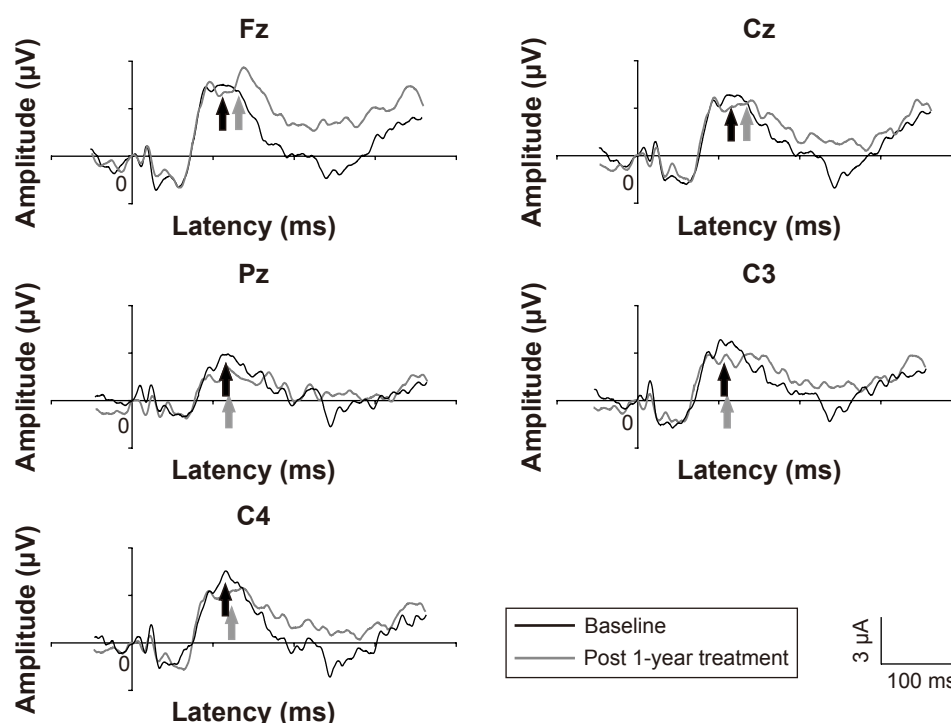 Fz
Amplitude (µV)
0
Latency (ms)
Cz
Amplitude (µV)
0
Latency (ms)
Pz
Amplitude (µV)
0
Latency (ms)
C3
Amplitude (µV)
0
Latency (ms)
C4
Amplitude (µV)
0
Latency (ms)
Baseline
Post 1-year treatment
3 µA
100 ms